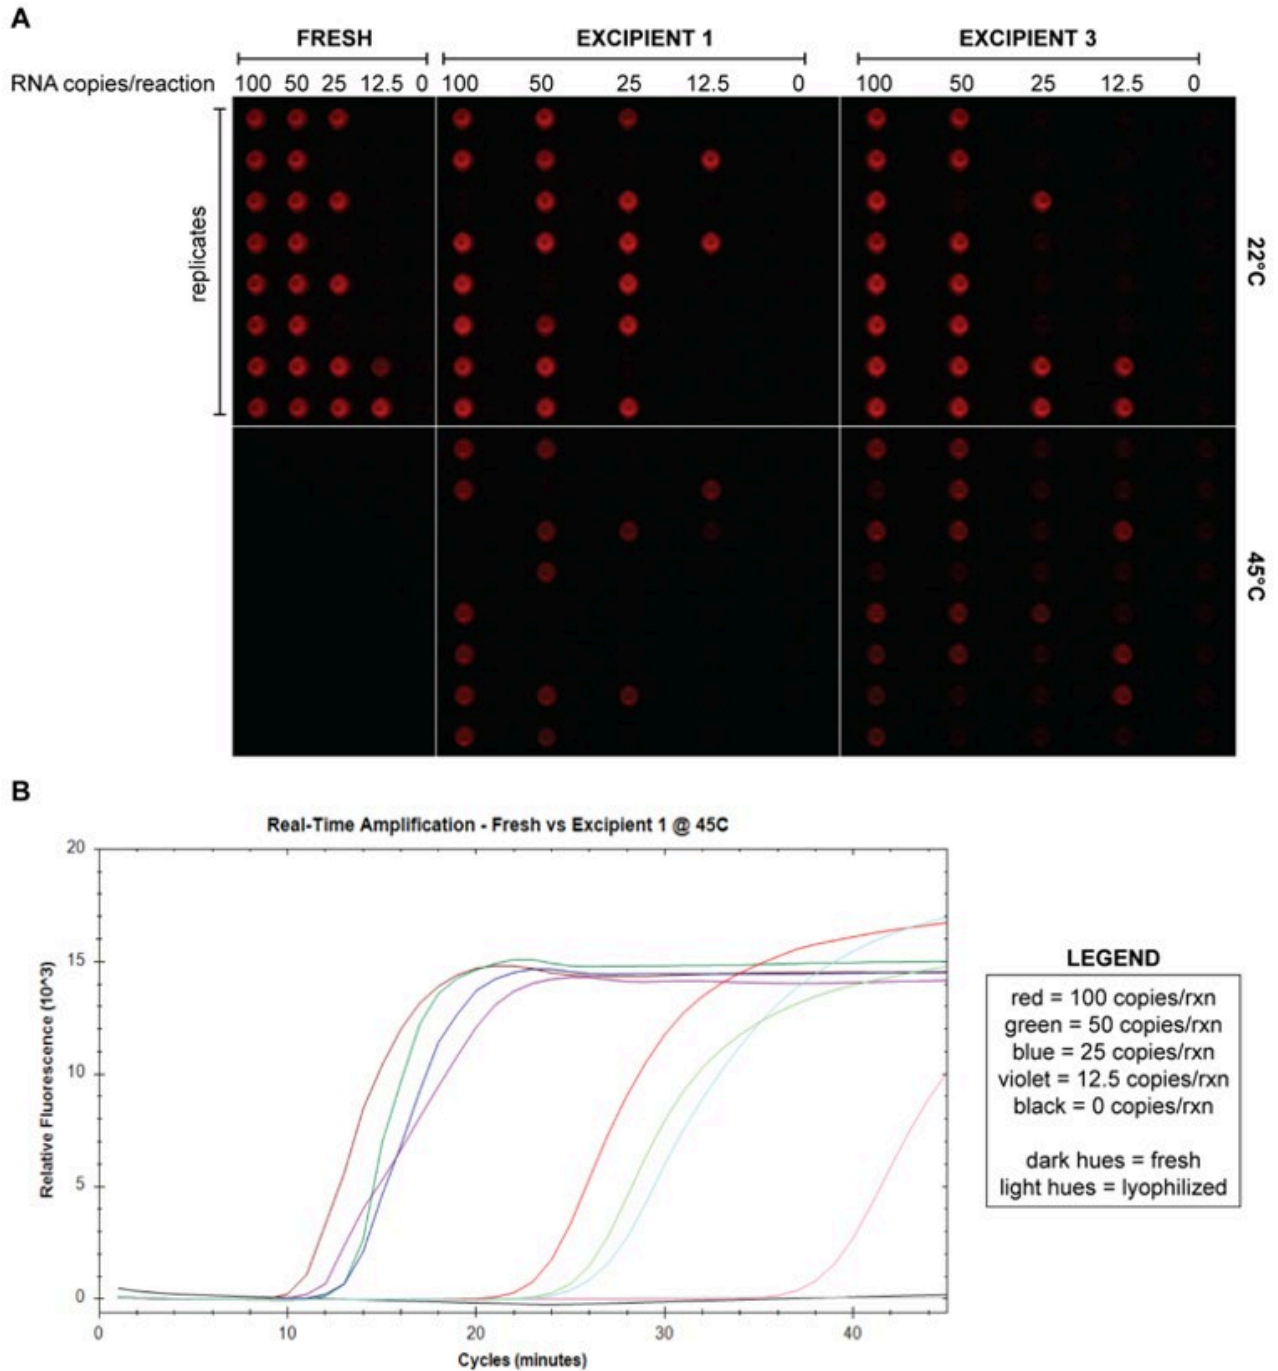 A
FRESH EXCIPIENT 1 EXCIPIENT 3
RNA copies/reaction 100 50 25 12.5 0 100 50 25 12.5 0 100 50 25 12.5 0
replicates
22°C
45°C
B
Real-Time Amplification - Fresh vs Excipient 1 @ 45C
20
15
10
5
0
Relative Fluorescence (10^3)
0 10 20 30 40
Cycles (minutes)
LEGEND
red = 100 copies/rxn
green = 50 copies/rxn
blue = 25 copies/rxn
violet = 12.5 copies/rxn
black = 0 copies/rxn
dark hues = fresh
light hues = lyophilized